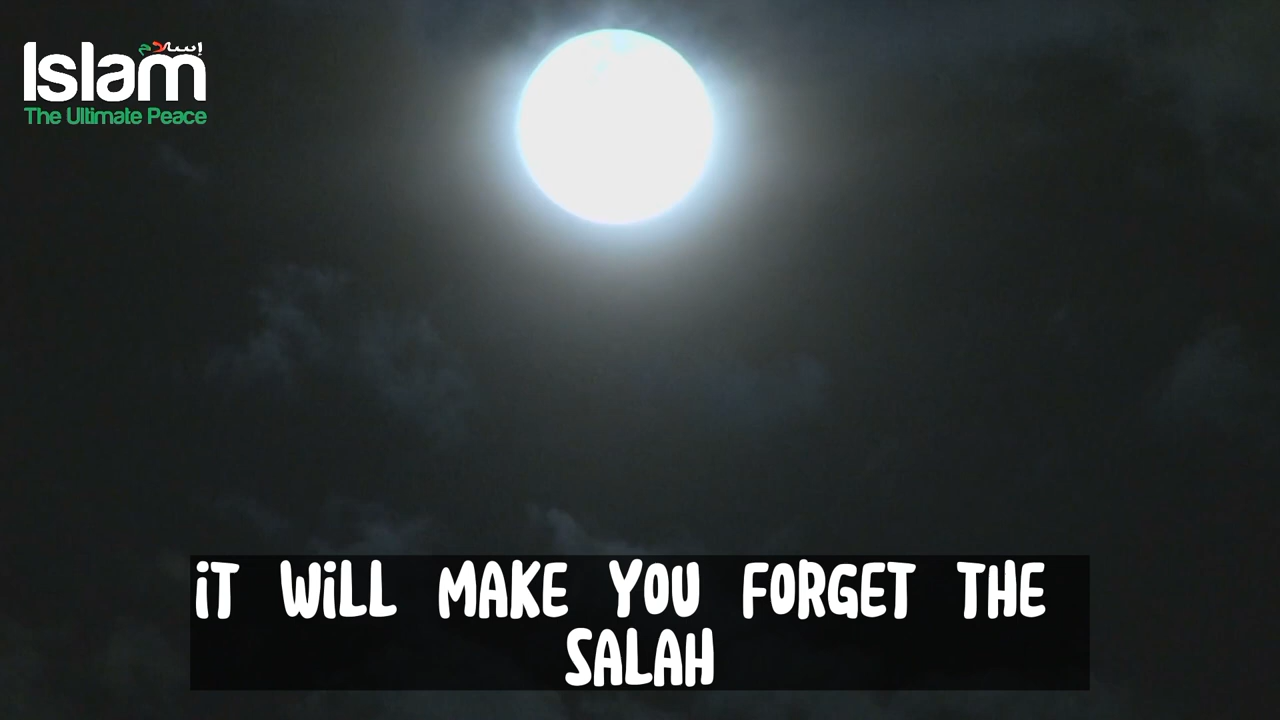 إسلام
Islam
The Ultimate Peace
iT WiLL MAKE YOU FORGET THE
SALAH